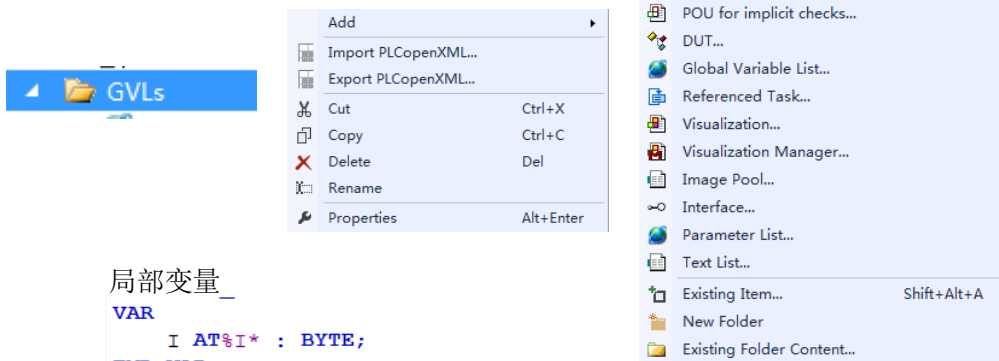 GVLs
Add
Import PLCopenXML...
Export PLCopenXML...
Cut Ctrl+X
Copy Ctrl+C
Delete Del
Rename
Properties Alt+Enter
POU for implicit checks...
DUT...
Global Variable List...
Referenced Task...
Visualization...
Visualization Manager...
Image Pool...
Interface...
Parameter List...
Text List...
Existing Item... Shift+Alt+A
New Folder
Existing Folder Content...
局部变量_
VAR
I AT%I* : BYTE;